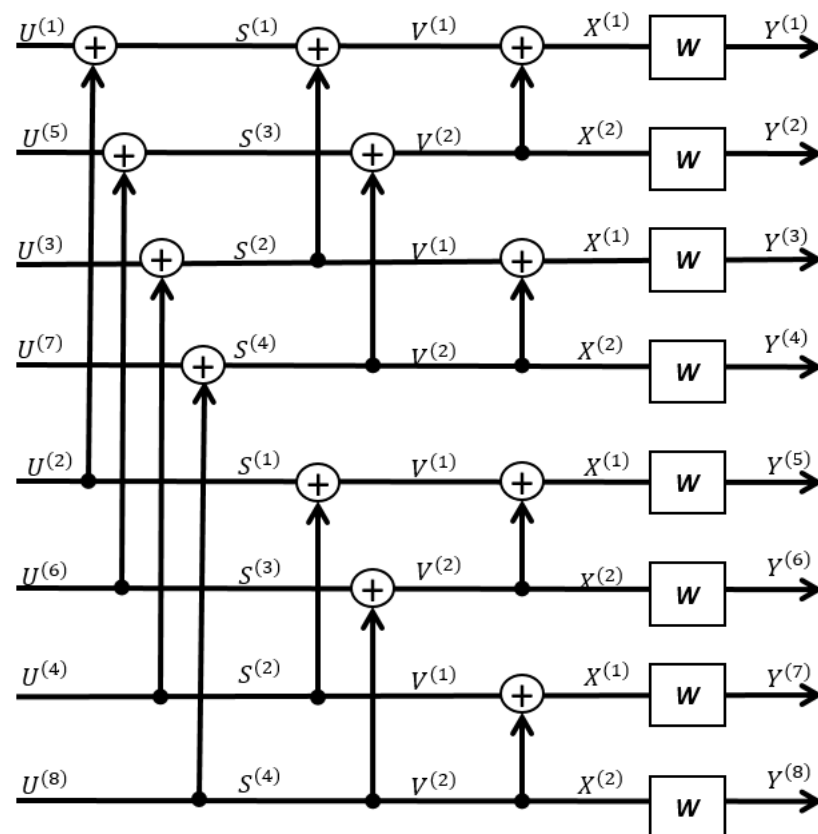 U^(1) + S^(1) + V^(1) + X^(1) W Y^(1)
U^(5) + S^(3) + V^(2) X^(2) W Y^(2)
U^(3) + S^(2) V^(1) + X^(1) W Y^(3)
U^(7) + S^(4) V^(2) X^(2) W Y^(4)
U^(2) S^(1) + V^(1) + X^(1) W Y^(5)
U^(6) S^(3) + V^(2) X^(2) W Y^(6)
U^(4) S^(2) V^(1) + X^(1) W Y^(7)
U^(8) S^(4) V^(2) X^(2) W Y^(8)